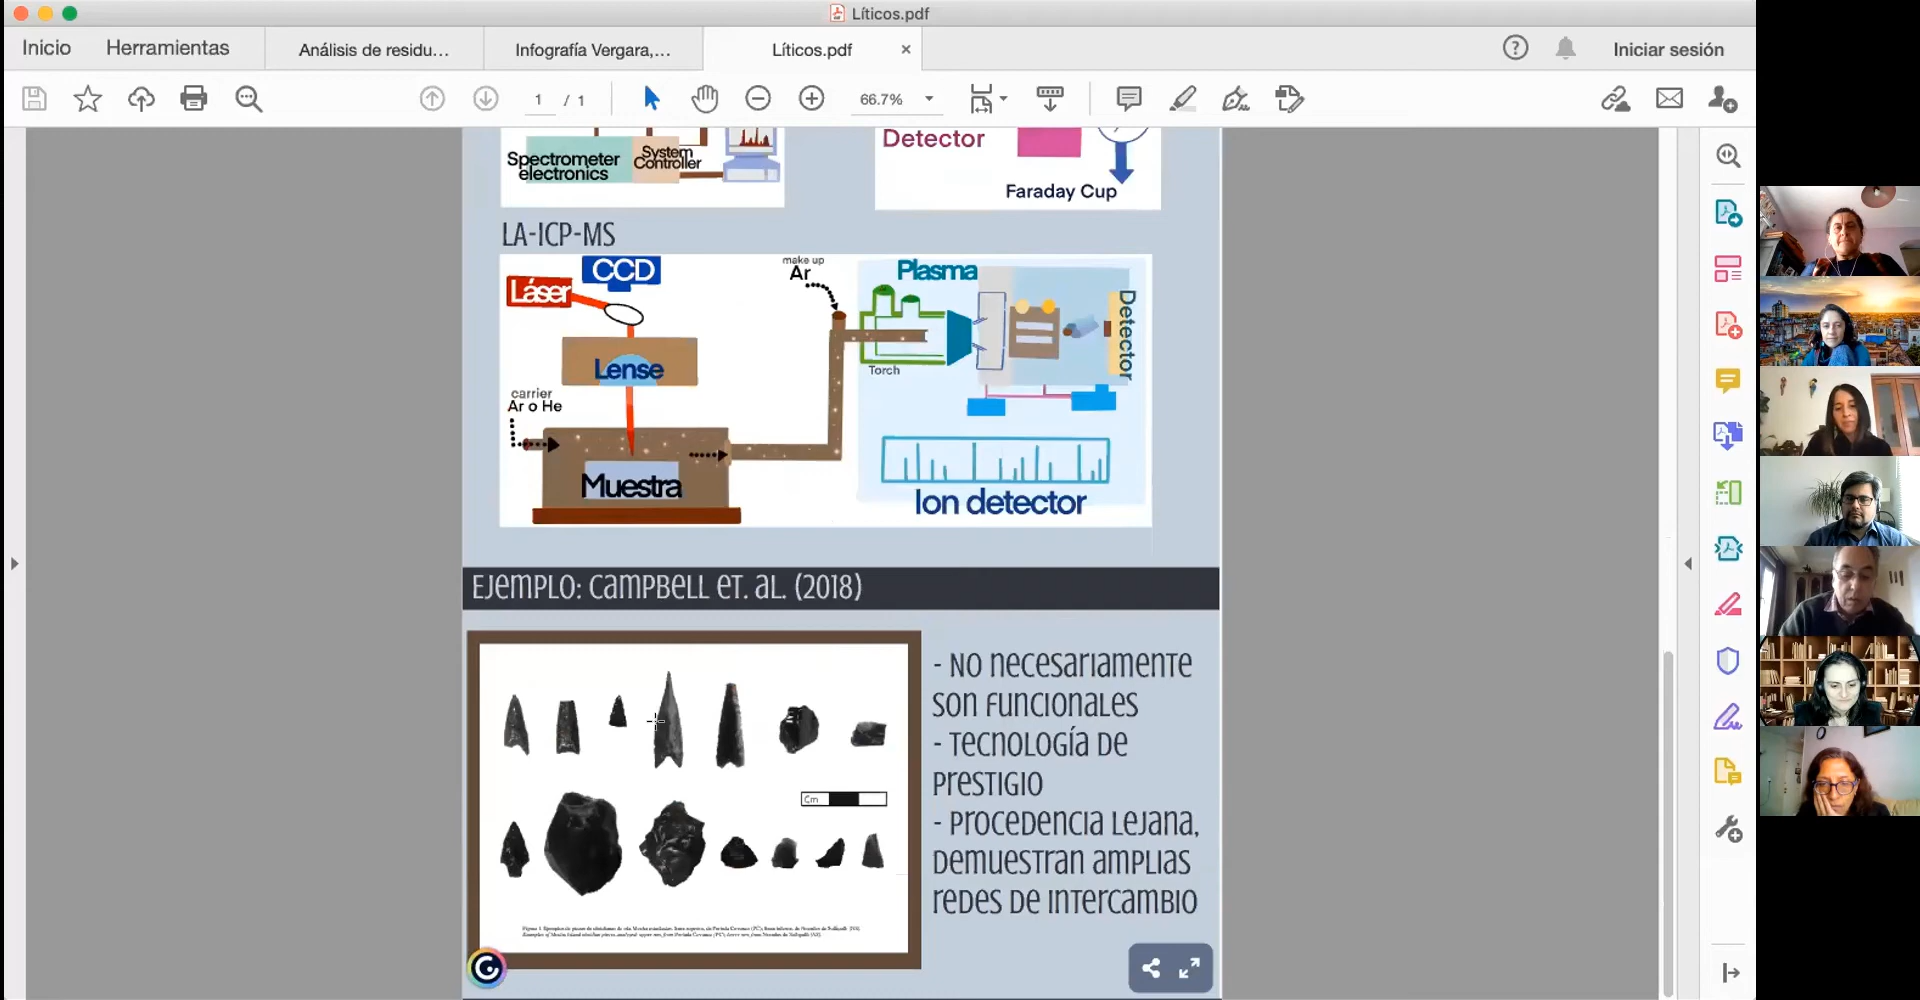 Líticos.pdf
Inicio
Herramientas
Análisis de residu...
Infografía Vergara,...
Líticos.pdf
×
Iniciar sesión
1 / 1
66.7%
Spectrometer
electronics
System
Controller
Detector
Faraday Cup
LA-ICP-MS
Láser
CCD
Lense
carrier
Ar o He
Muestra
make up
Ar
Plasma
Torch
Detector
Ion detector
Ejemplo: Campbell et. al. (2018)
- No necesariamente
son funcionales
- Tecnología de
prestigio
- Procedencia lejana,
demuestran amplias
redes de intercambio
Cm